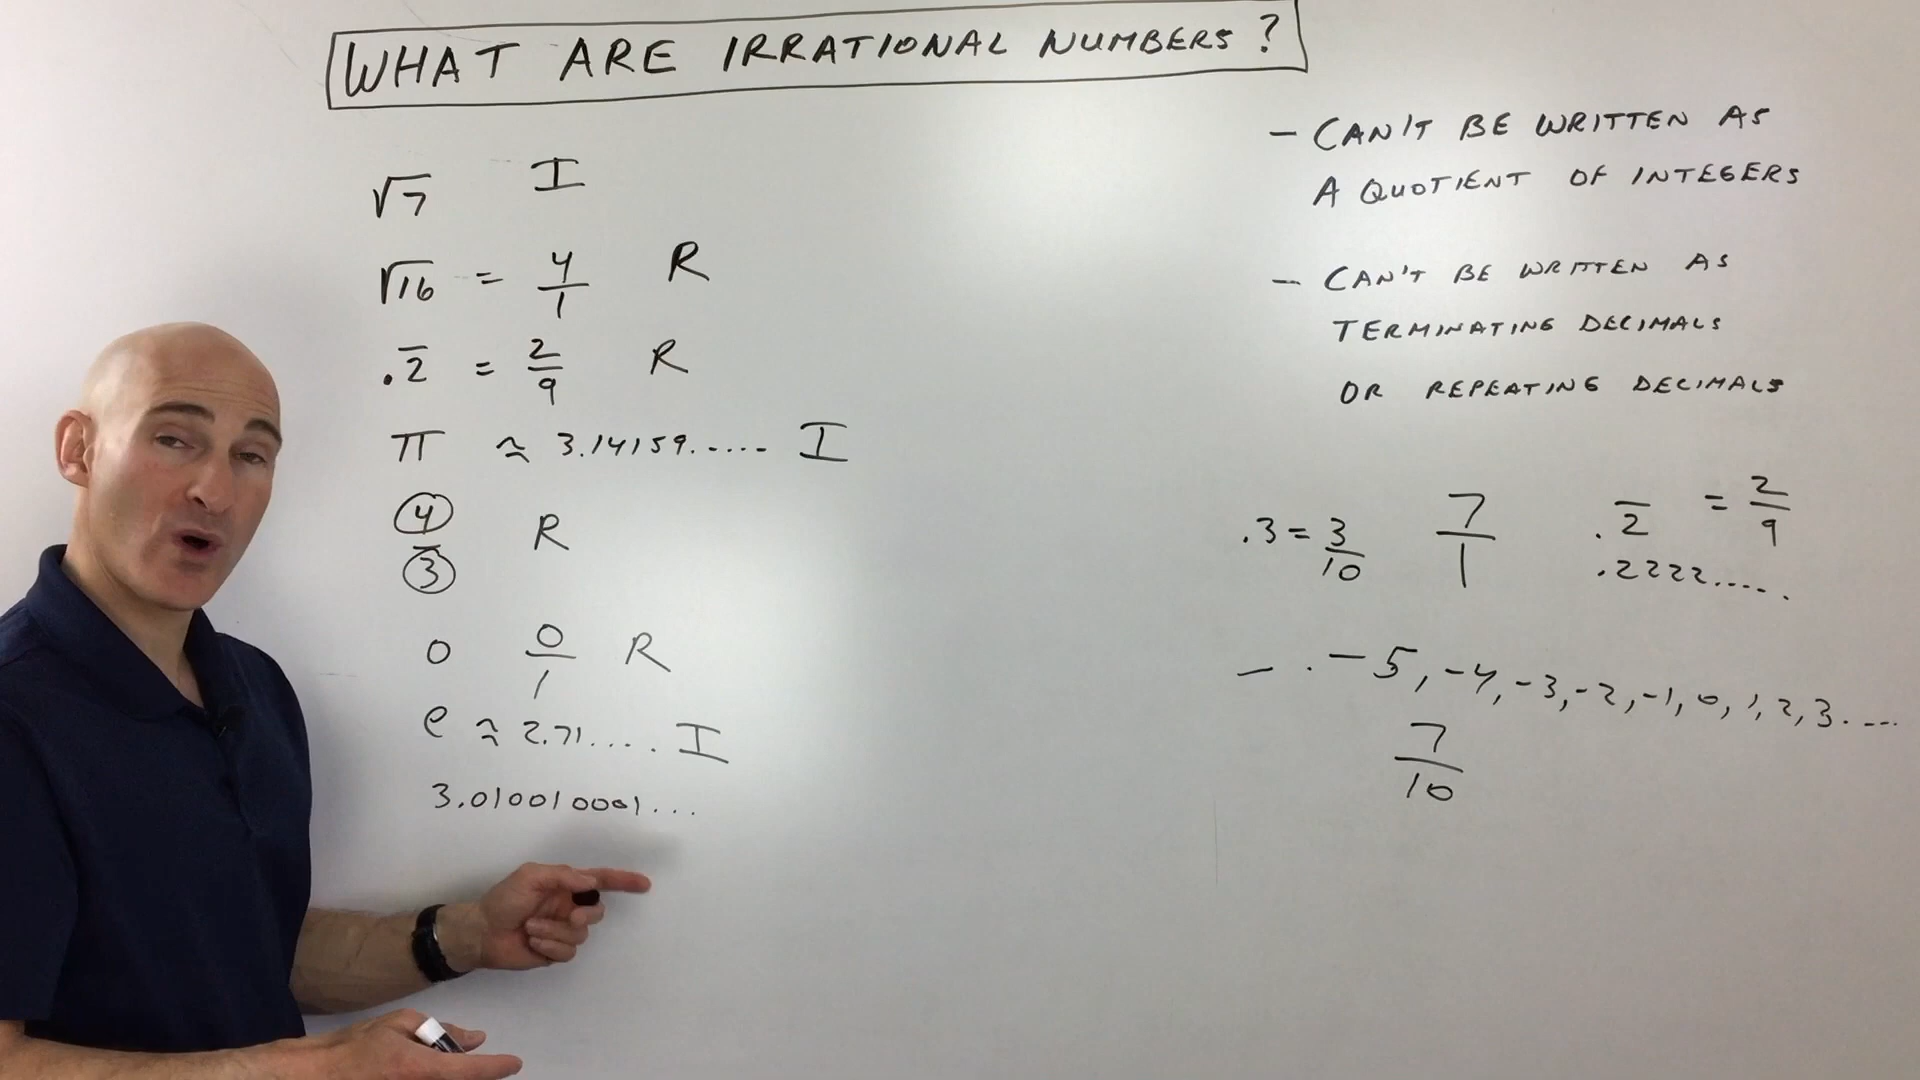 WHAT ARE IRRATIONAL NUMBERS?
√7 I
√16 = 4/1 R
.2̅ = 2/9 R
π ≈ 3.14159..... I
4/3 R
0 0/1 R
e ≈ 2.71.... I
3.010010001...
- CAN'T BE WRITTEN AS
A QUOTIENT OF INTEGERS
- CAN'T BE WRITTEN AS
TERMINATING DECIMALS
OR REPEATING DECIMALS
.3 = 3/10 7/1 .2̅ = 2/9
.2222.....
- . -5, -4, -3, -2, -1, 0, 1, 2, 3. ...
7/10